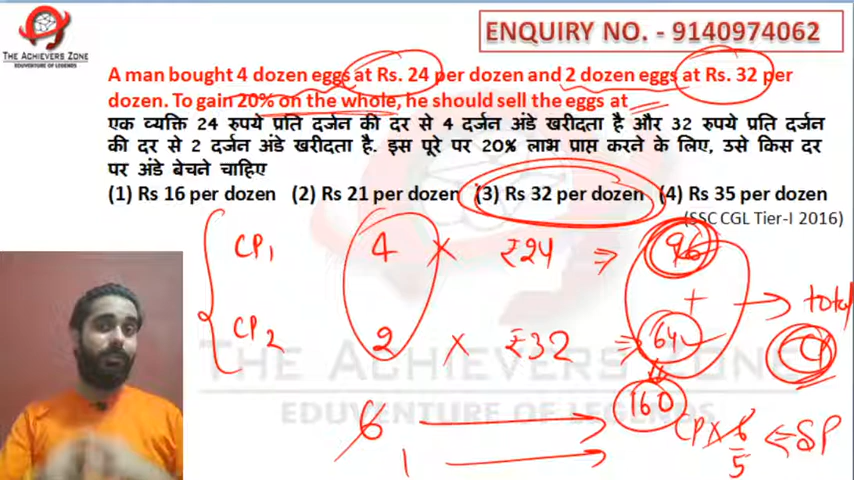 THE ACHIEVERS ZONE
EDUVENTURE OF LEGENDS
ENQUIRY NO. - 9140974062
A man bought 4 dozen eggs at Rs. 24 per dozen and 2 dozen eggs at Rs. 32 per
dozen. To gain 20% on the whole, he should sell the eggs at
एक व्यक्ति 24 रुपये प्रति दर्जन की दर से 4 दर्जन अंडे खरीदता है और 32 रुपये प्रति दर्जन
की दर से 2 दर्जन अंडे खरीदता है. इस पूरे पर 20% लाभ प्राप्त करने के लिए, उसे किस दर
पर अंडे बेचने चाहिए
(1) Rs 16 per dozen (2) Rs 21 per dozen (3) Rs 32 per dozen (4) Rs 35 per dozen
(SSC CGL Tier-I 2016)
CP1 4 × ₹24 ⇒ 96
+ → total
CP2 2 × ₹32 ⇒ 64 CP
THE ACHIEVERS ZONE
EDUVENTURE OF LEGENDS
6 → 160 CP × 6/5 ⇐ SP
1 →